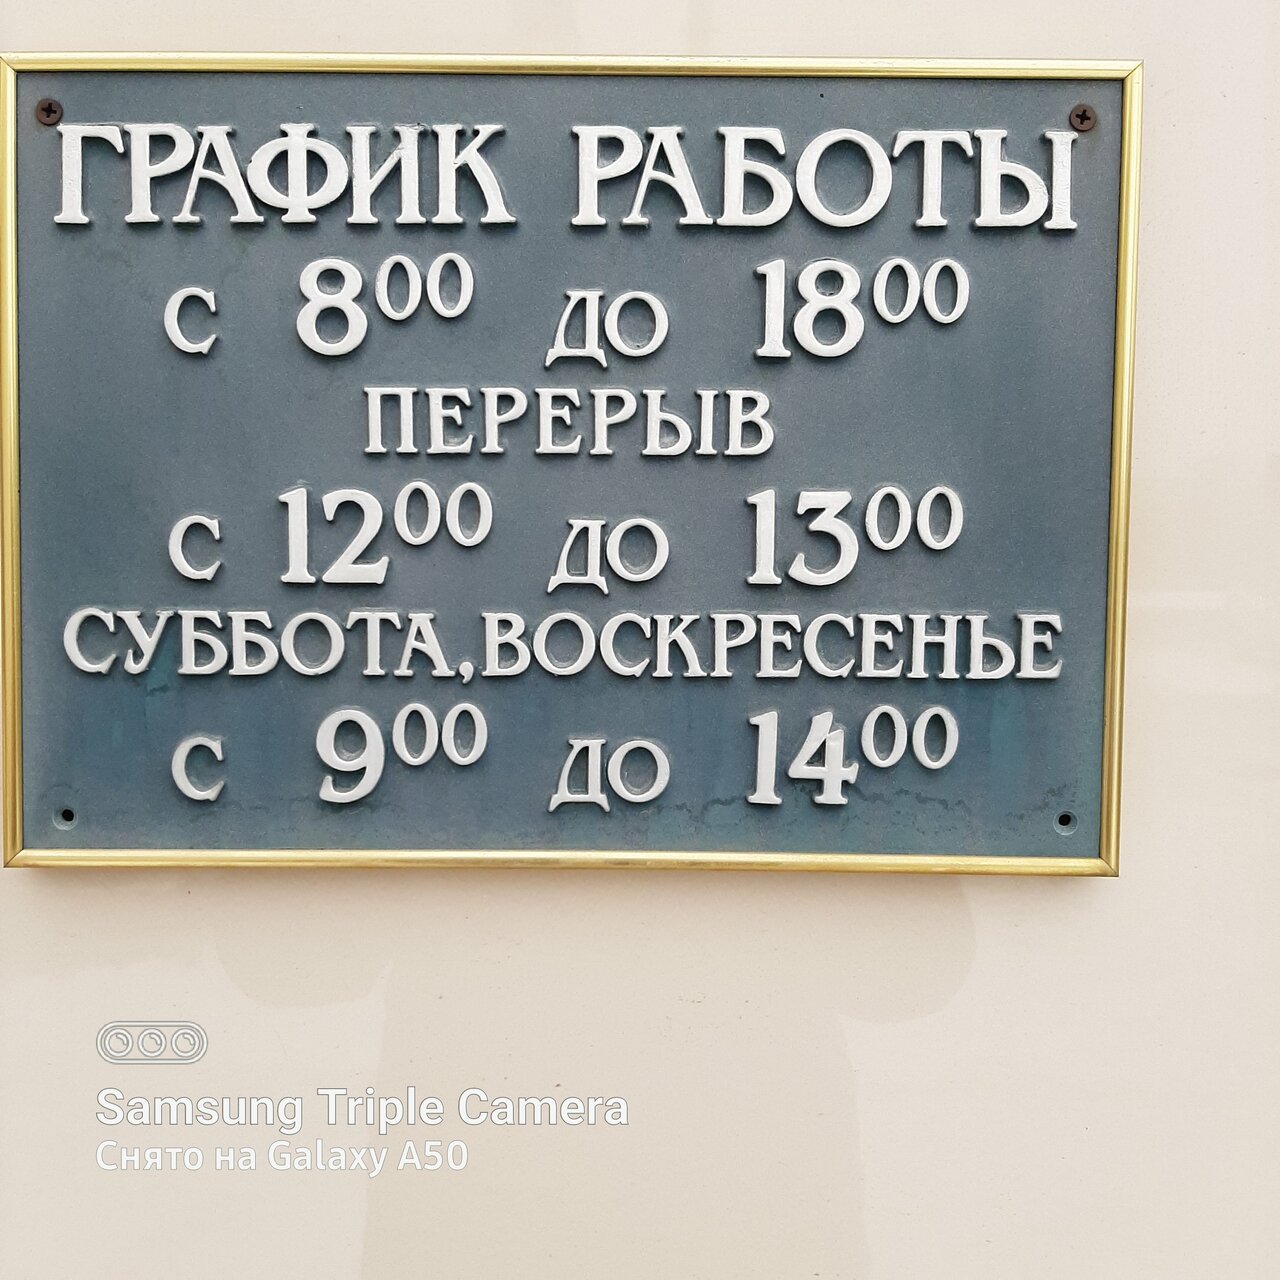 ГРАФИК РАБОТЫ
с 8⁰⁰ до 18⁰⁰
ПЕРЕРЫВ
с 12⁰⁰ до 13⁰⁰
СУББОТА, ВОСКРЕСЕНЬЕ
с 9⁰⁰ до 14⁰⁰
Samsung Triple Camera
Снято на Galaxy A50